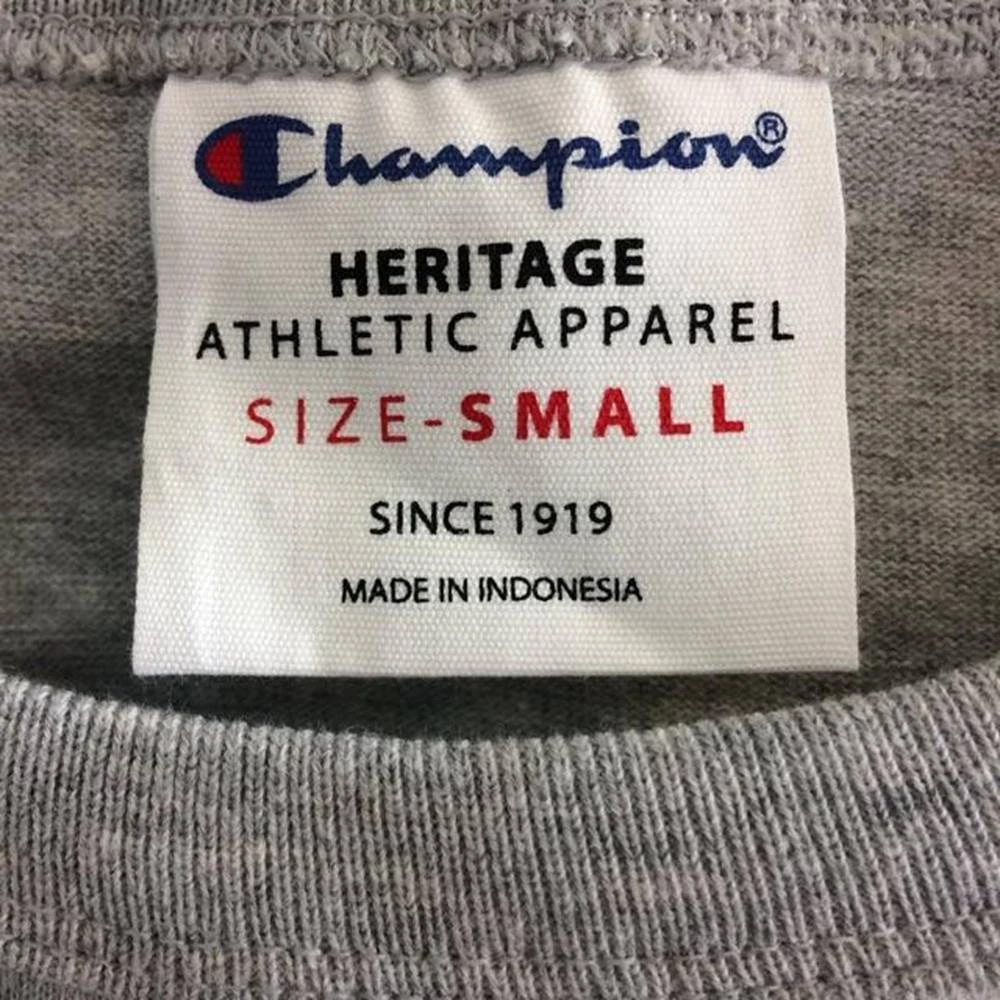 Champion®
HERITAGE
ATHLETIC APPAREL
SIZE-SMALL
SINCE 1919
MADE IN INDONESIA